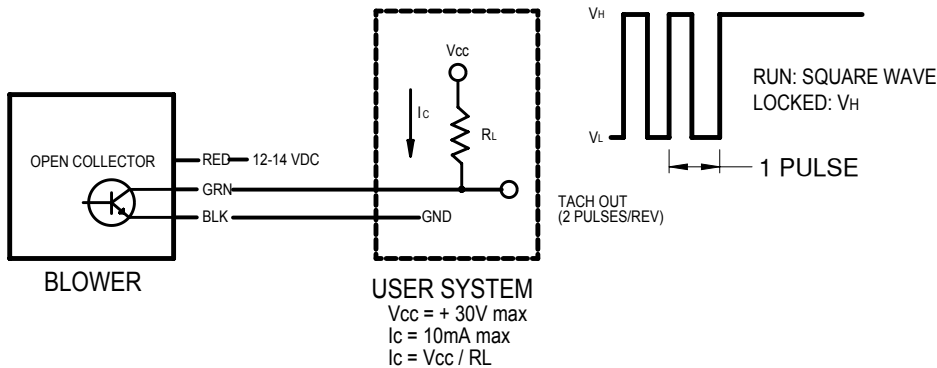 OPEN COLLECTOR
RED 12-14 VDC
GRN
BLK
GND
BLOWER
Vcc
Ic
RL
TACH OUT
(2 PULSES/REV)
USER SYSTEM
Vcc = + 30V max
Ic = 10mA max
Ic = Vcc / RL
VH
VL
RUN: SQUARE WAVE
LOCKED: VH
1 PULSE